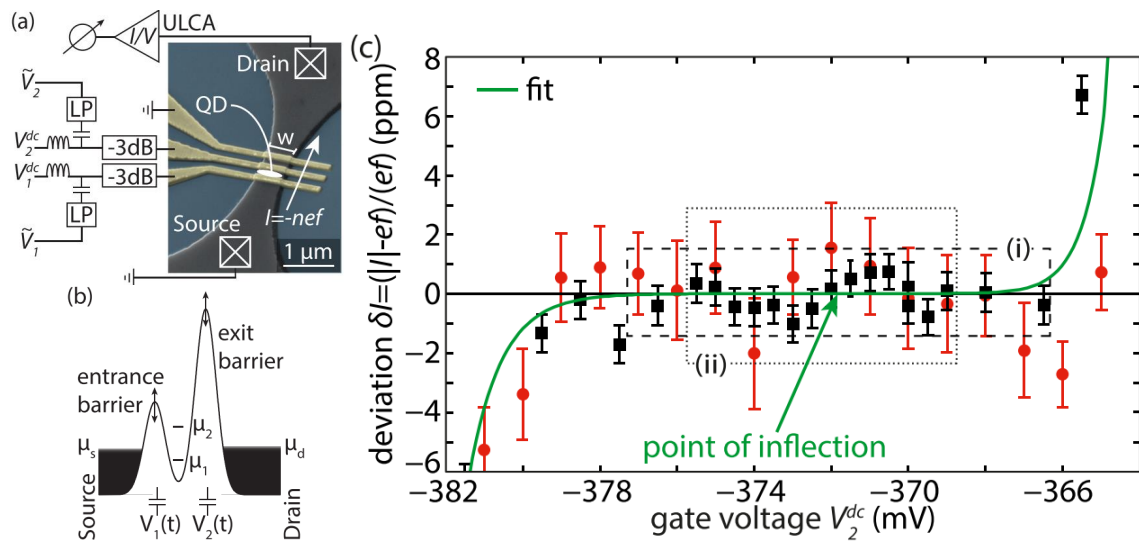 (a)
I/V
ULCA
Drain
Ṽ₂
LP
QD
w
V₂ᵈᶜ
-3dB
V₁ᵈᶜ
-3dB
LP
Ṽ₁
Source
I=-nef
1 μm
(b)
exit
barrier
entrance
barrier
μ₂
μₛ
μ₁
μ_d
Source
V₁(t)
V₂(t)
Drain
(c)
deviation δI=(|I|-ef)/(ef) (ppm)
8
6
4
2
0
−2
−4
−6
fit
(i)
(ii)
point of inflection
−382
−378
−374
−370
−366
gate voltage V₂ᵈᶜ (mV)